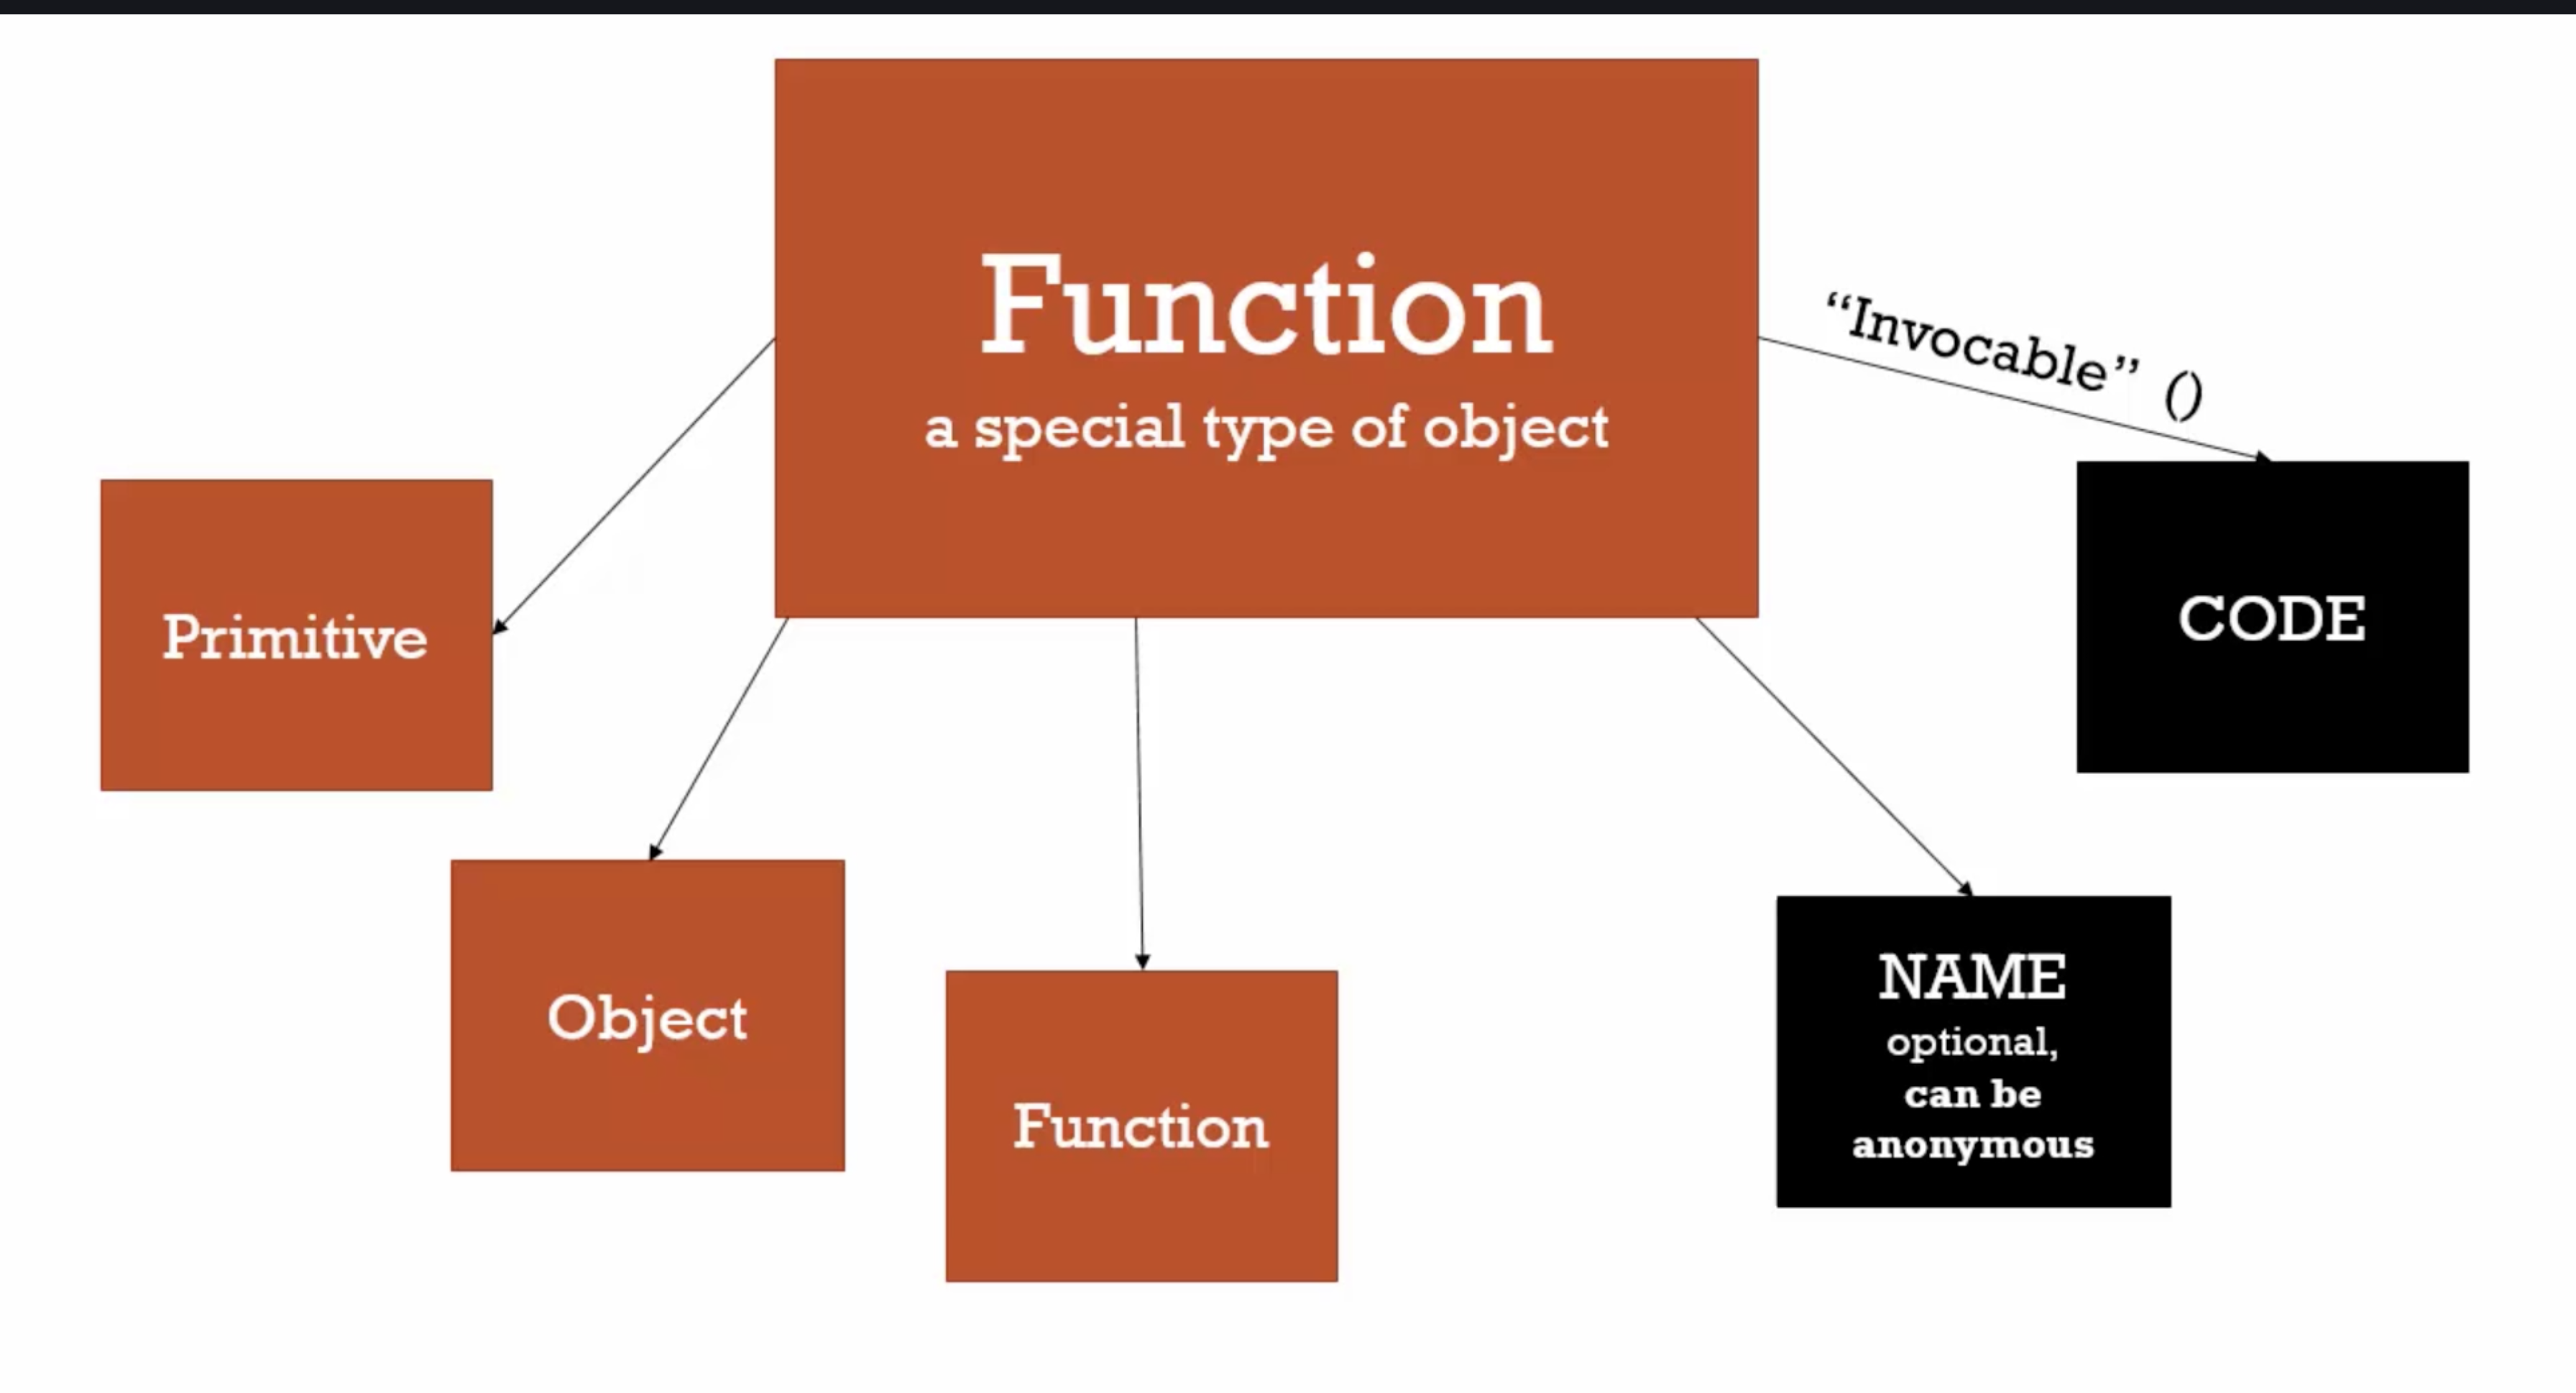 Function
a special type of object
“Invocable” ()
Primitive
CODE
Object
Function
NAME
optional,
can be
anonymous